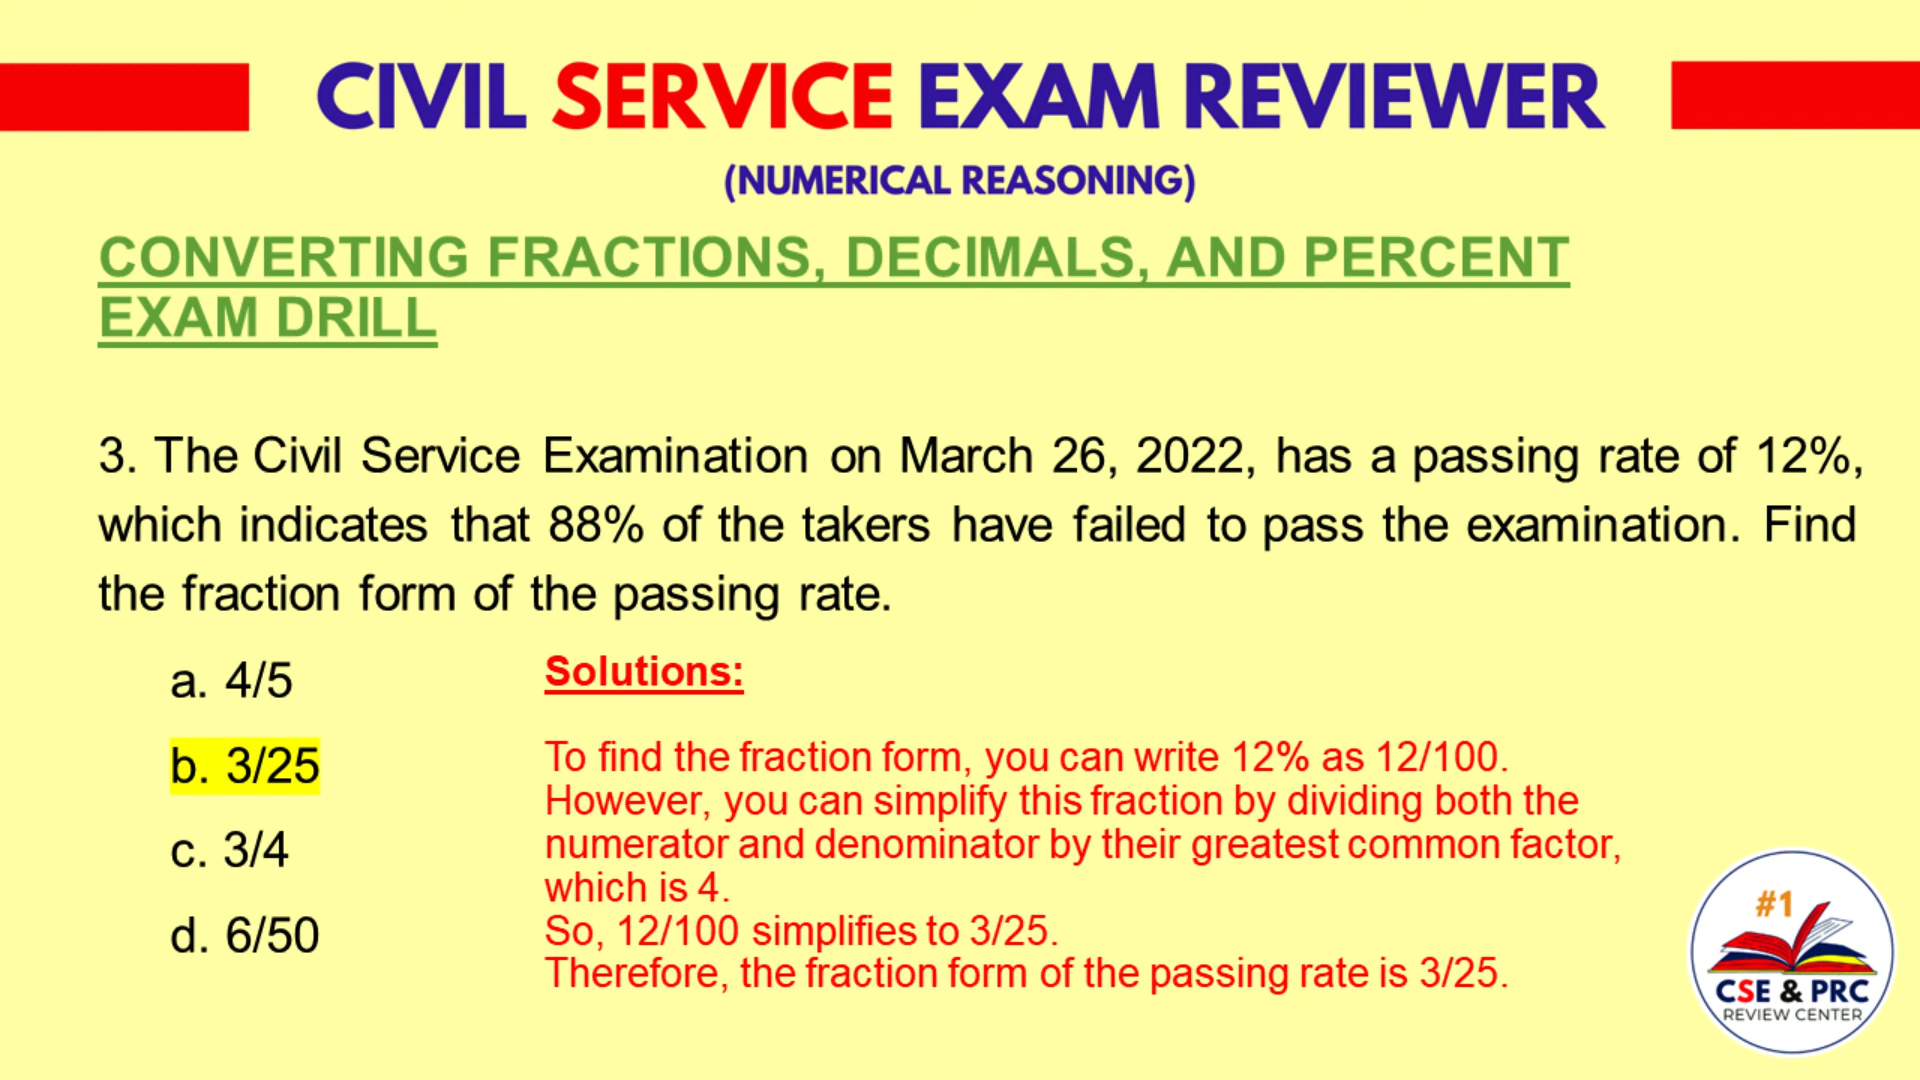 CIVIL SERVICE EXAM REVIEWER
(NUMERICAL REASONING)
CONVERTING FRACTIONS, DECIMALS, AND PERCENT
EXAM DRILL
3. The Civil Service Examination on March 26, 2022, has a passing rate of 12%,
which indicates that 88% of the takers have failed to pass the examination. Find
the fraction form of the passing rate.
a. 4/5
b. 3/25
c. 3/4
d. 6/50
Solutions:
To find the fraction form, you can write 12% as 12/100.
However, you can simplify this fraction by dividing both the
numerator and denominator by their greatest common factor,
which is 4.
So, 12/100 simplifies to 3/25.
Therefore, the fraction form of the passing rate is 3/25.
#1
CSE & PRC
REVIEW CENTER